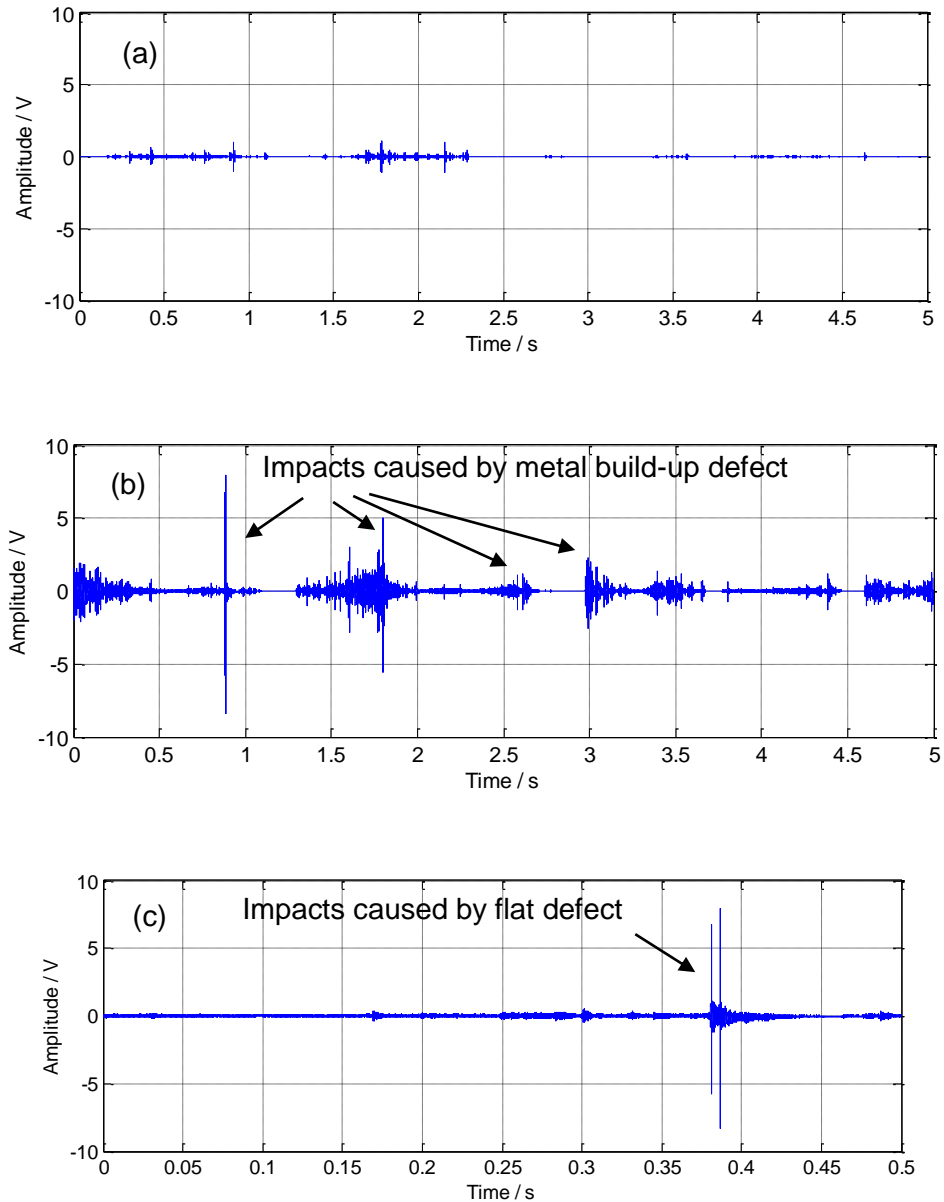 10
(a)
5
0
-5
-10
Amplitude / V
0 0.5 1 1.5 2 2.5 3 3.5 4 4.5 5
Time / s
10
(b) Impacts caused by metal build-up defect
5
0
-5
-10
Amplitude / V
0 0.5 1 1.5 2 2.5 3 3.5 4 4.5 5
Time / s
10
(c) Impacts caused by flat defect
5
0
-5
-10
Amplitude / V
0 0.05 0.1 0.15 0.2 0.25 0.3 0.35 0.4 0.45 0.5
Time / s